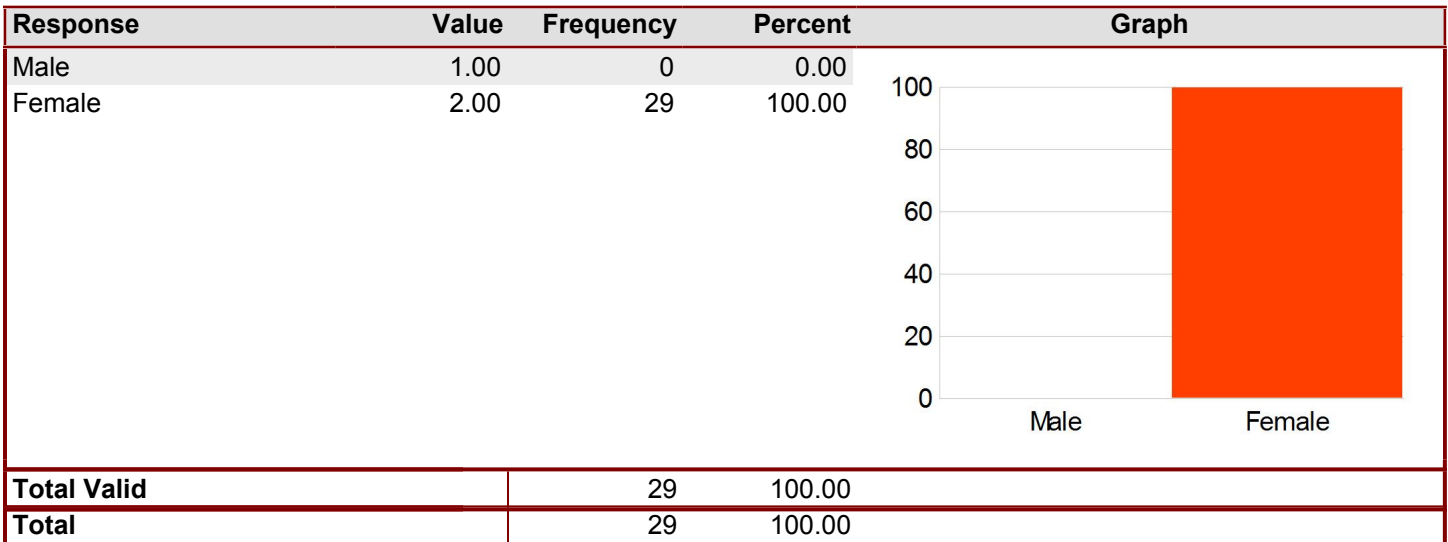 Response Value Frequency Percent Graph
Male 1.00 0 0.00
Female 2.00 29 100.00
100
80
60
40
20
0
Male Female
Total Valid 29 100.00
Total 29 100.00